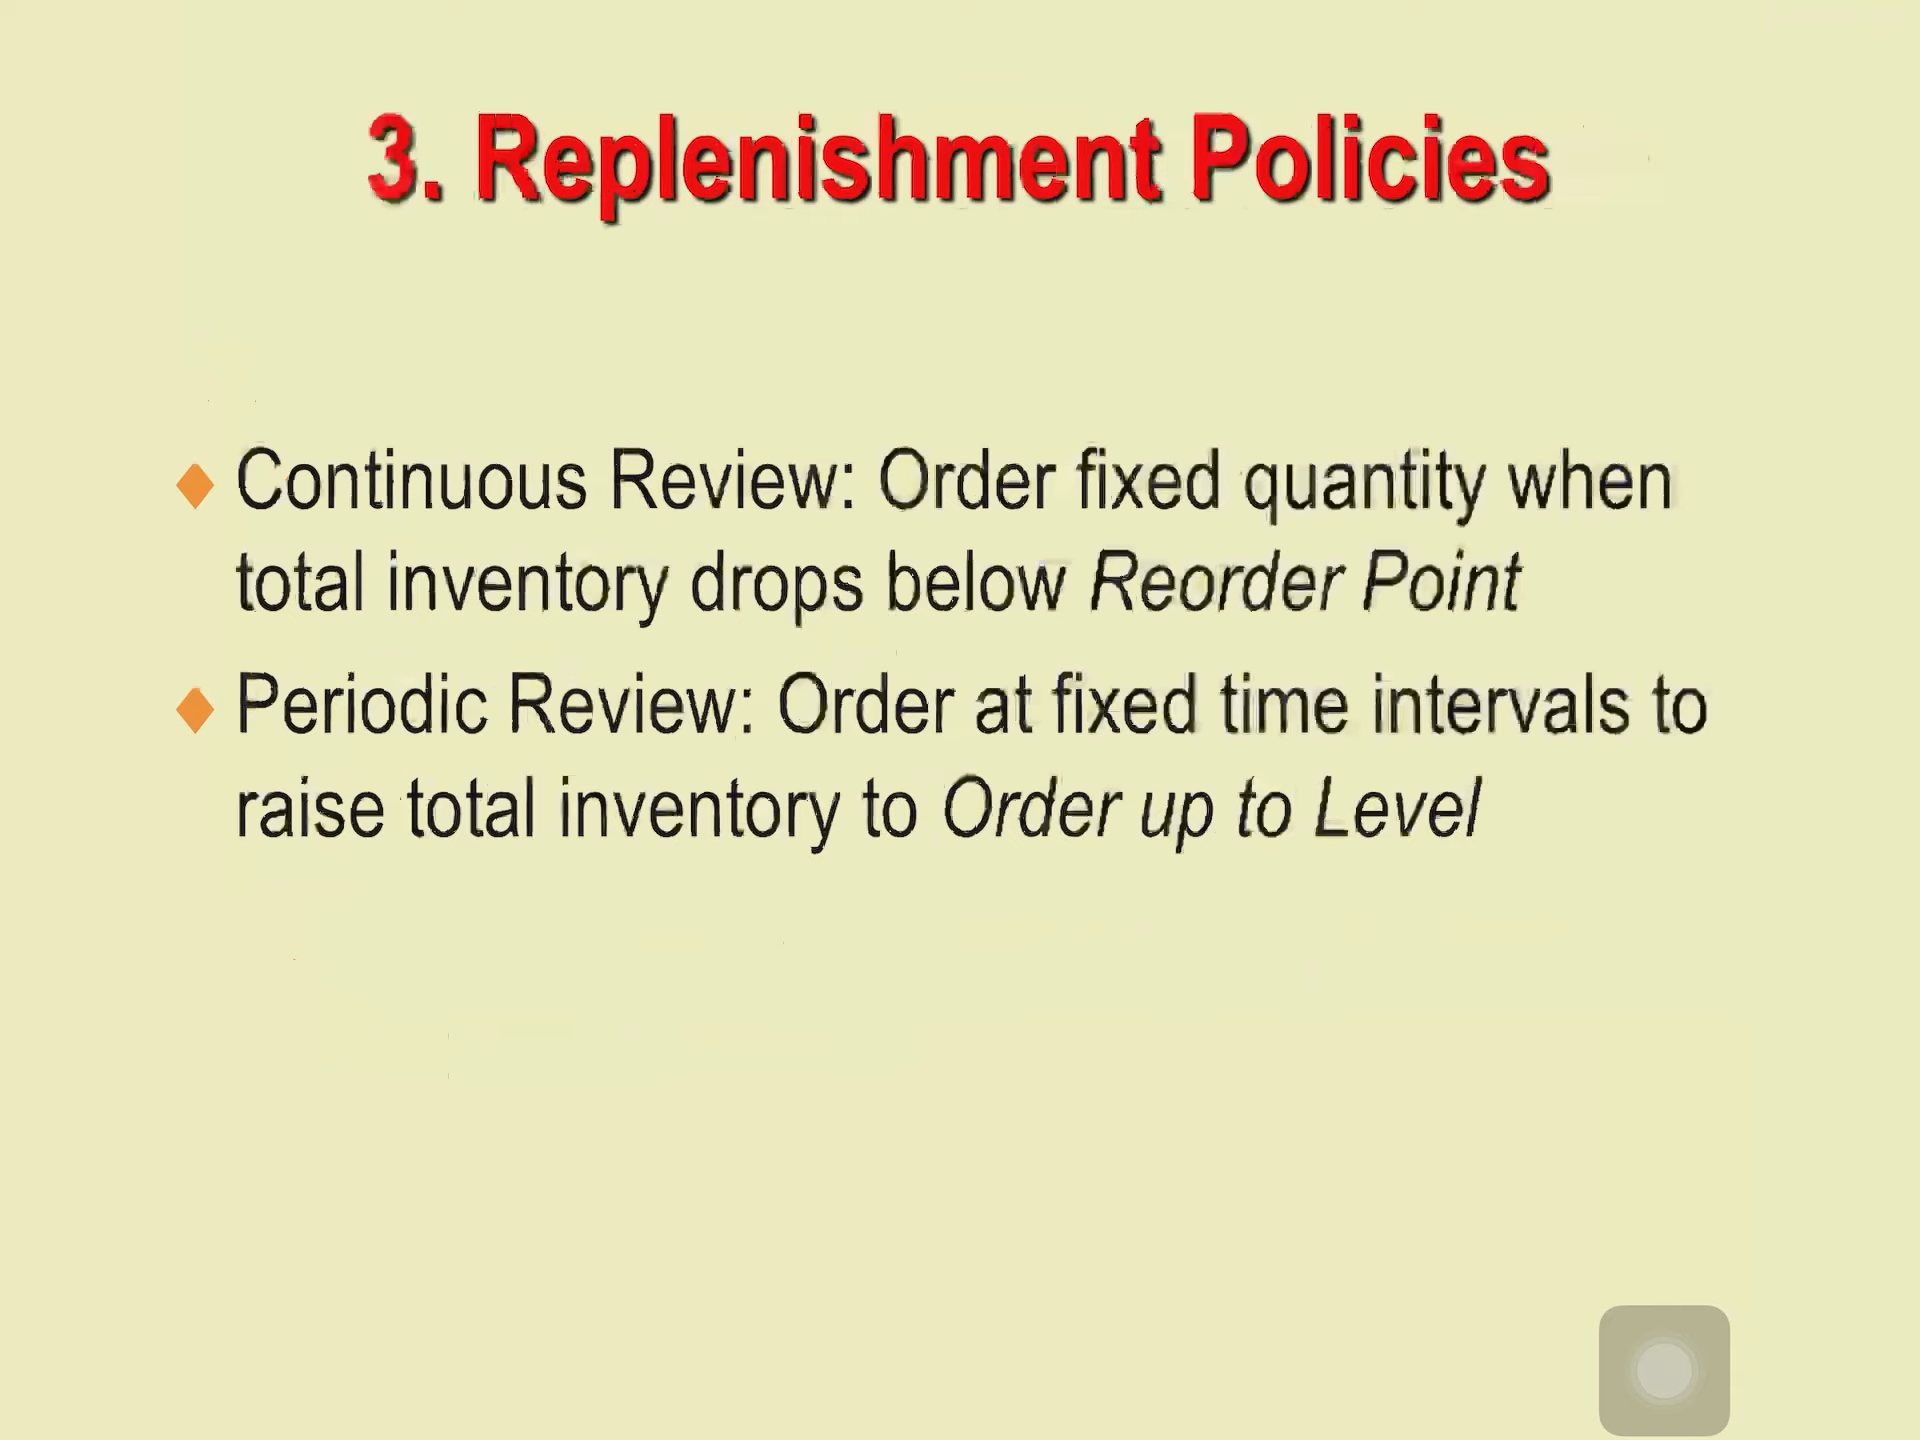 3. Replenishment Policies
Continuous Review: Order fixed quantity when
total inventory drops below Reorder Point
Periodic Review: Order at fixed time intervals to
raise total inventory to Order up to Level